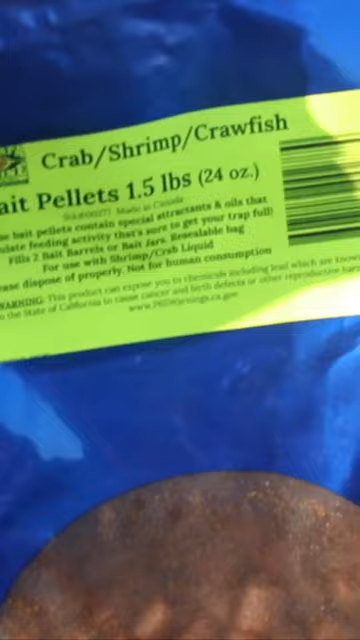 Crab/Shrimp/Crawfish
ait Pellets 1.5 lbs (24 oz.)
Made in Canada
bait pellets contain special attractants & oils that
ulate feeding activity that's sure to get your trap full!
Fills 2 Bait Barrels or Bait Jars. Resealable bag
For use with Shrimp/Crab Liquid
ease dispose of properly. Not for human consumption
WARNING: This product can expose you to chemicals including lead which are know
the State of California to cause cancer and birth defects or other reproductive har
www.P65Warnings.ca.gov